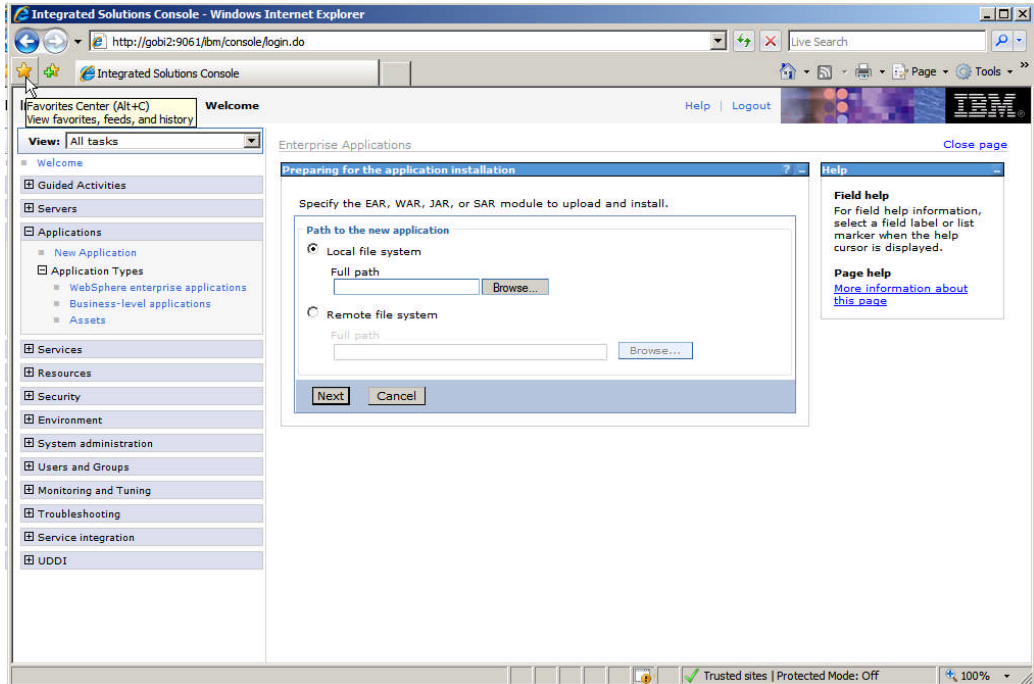 Integrated Solutions Console - Windows Internet Explorer
http://gobi2:9061/ibm/console/login.do
Live Search
Integrated Solutions Console
Page
Tools
Favorites Center (Alt+C)
View favorites, feeds, and history
Welcome
Help | Logout
IBM®
View: All tasks
Welcome
Guided Activities
Servers
Applications
New Application
Application Types
WebSphere enterprise applications
Business-level applications
Assets
Services
Resources
Security
Environment
System administration
Users and Groups
Monitoring and Tuning
Troubleshooting
Service integration
UDDI
Enterprise Applications
Close page
Preparing for the application installation
? -
Specify the EAR, WAR, JAR, or SAR module to upload and install.
Path to the new application
Local file system
Full path
Browse...
Remote file system
Full path
Browse...
Next
Cancel
Help
Field help
For field help information,
select a field label or list
marker when the help
cursor is displayed.
Page help
More information about
this page
Trusted sites | Protected Mode: Off
100%